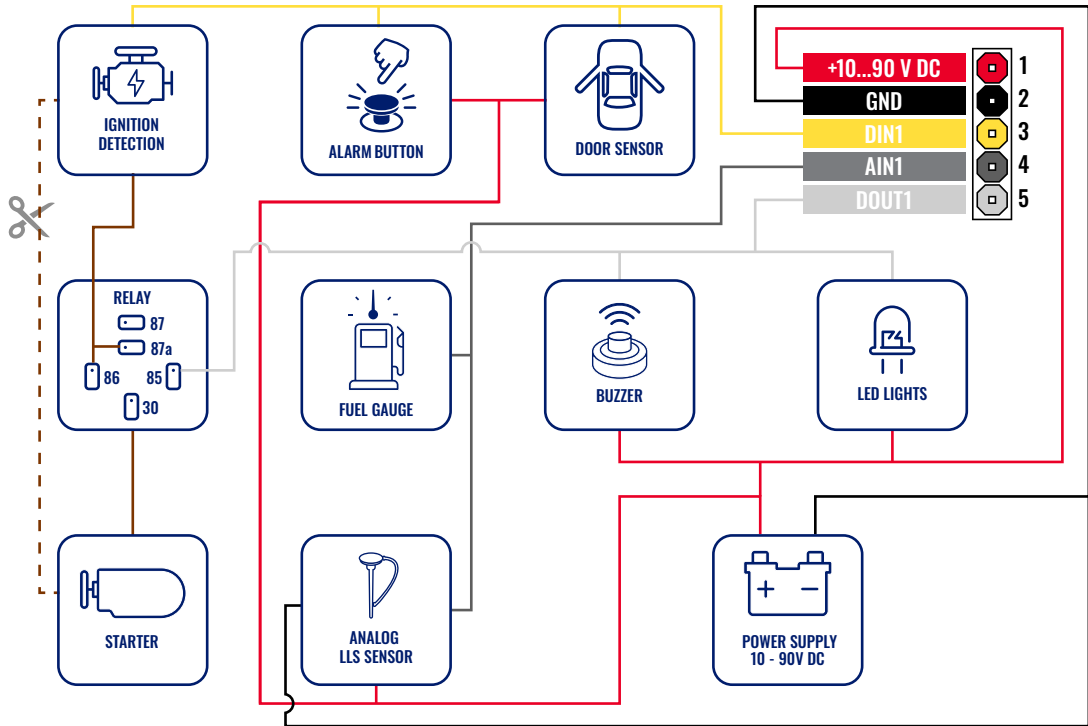 IGNITION
DETECTION
ALARM BUTTON
DOOR SENSOR
+10...90 V DC 1
GND 2
DIN1 3
AIN1 4
DOUT1 5
RELAY
87
87a
86
85
30
FUEL GAUGE
BUZZER
LED LIGHTS
STARTER
ANALOG
LLS SENSOR
POWER SUPPLY
10 - 90V DC